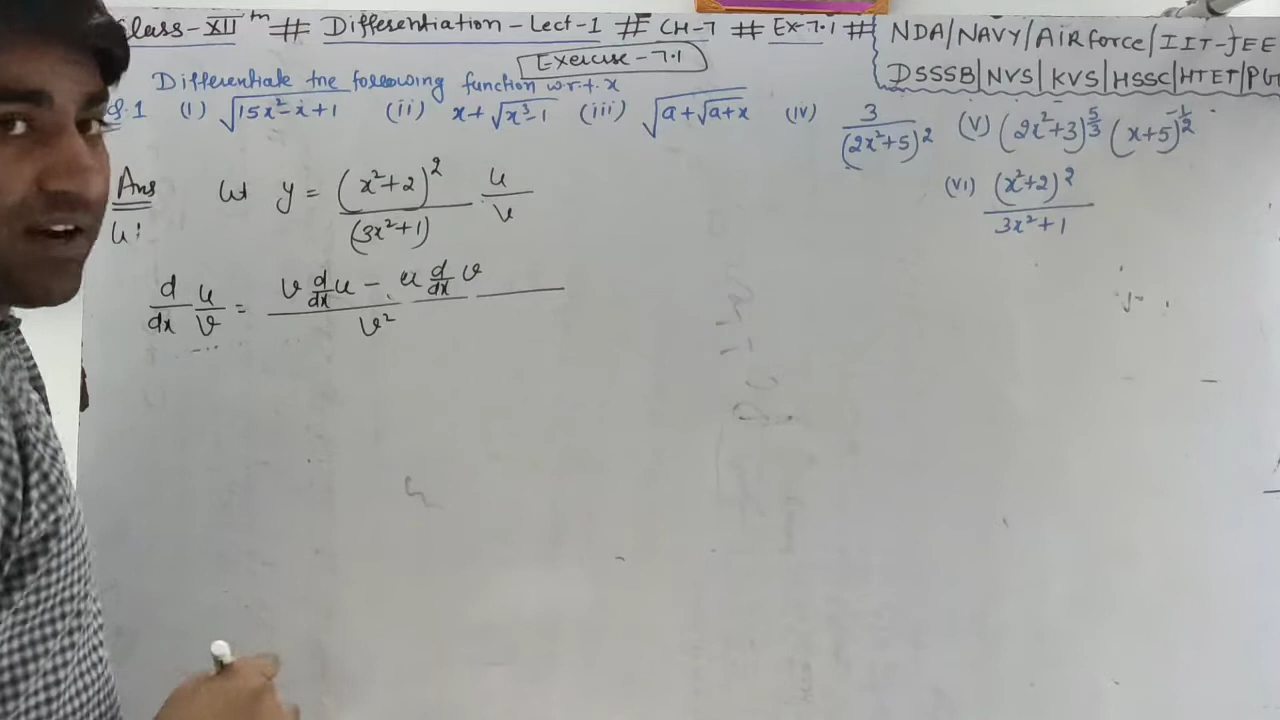 Class-XII th # Differentiation-Lect-1 # CH-7 # Ex-7.1 #
NDA/NAVY/AIRforce/IIT-JEE
DSSSB|NVS|KVS|HSSC|HTET|PG
Exercise-7.1
Differentiate the following function w.r.t. x
Q.1 (i) √(15x²-x+1) (ii) x+√(x³-1) (iii) √(a+√(a+x)) (iv) 3/(2x²+5)² (v) (2x²+3)^(5/3) (x+5)^(-1/2)
(vi) (x²+2)²/(3x²+1)
Ans Let y = (x²+2)²/(3x²+1) u/v
d/dx u/v = (v d/dx u - u d/dx v)/v²